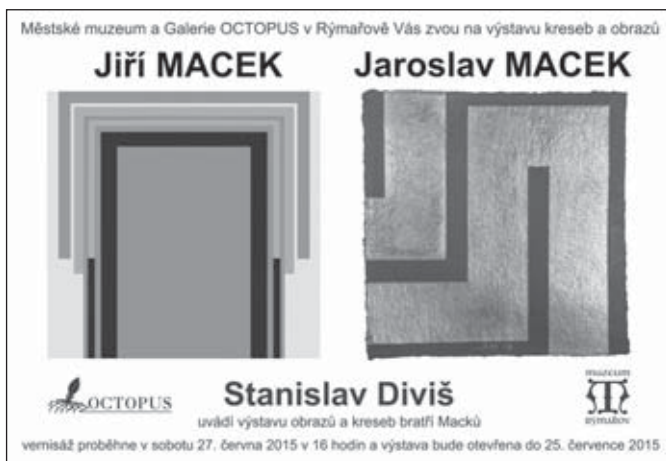 Městské muzeum a Galerie OCTOPUS v Rýmařově Vás zvou na výstavu kreseb a obrazů
Jiří MACEK
Jaroslav MACEK
OCTOPUS
Stanislav Diviš
uvádí výstavu obrazů a kreseb bratří Macků
muzeum
rýmařov
vernisáž proběhne v sobotu 27. června 2015 v 16 hodin a výstava bude otevřena do 25. července 2015